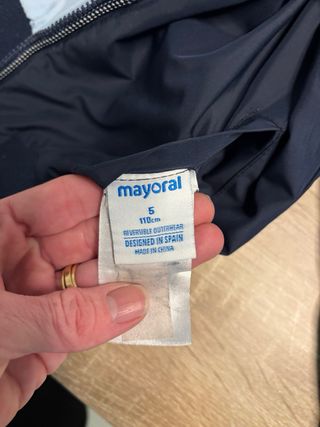 mayoral
5
110cm
REVERSIBLE OUTERWEAR
DESIGNED IN SPAIN
MADE IN CHINA